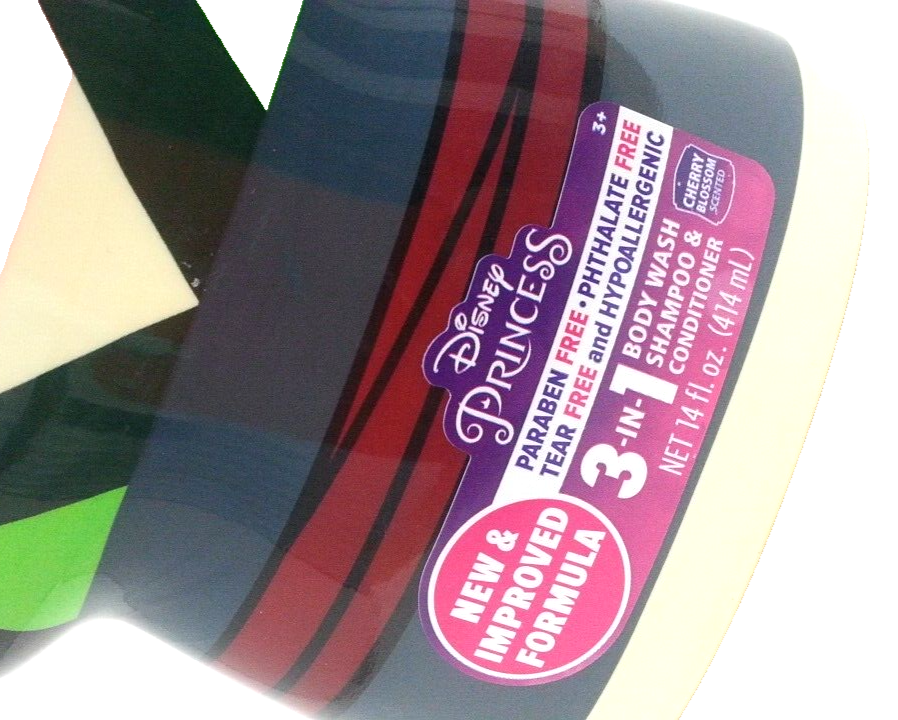 3+
DISNEY
PRINCESS
PARABEN FREE • PHTHALATE FREE
TEAR FREE and HYPOALLERGENIC
3-IN-1
BODY WASH
SHAMPOO &
CONDITIONER
CHERRY
BLOSSOM
SCENTED
NET 14 fl. oz. (414 mL)
NEW &
IMPROVED
FORMULA